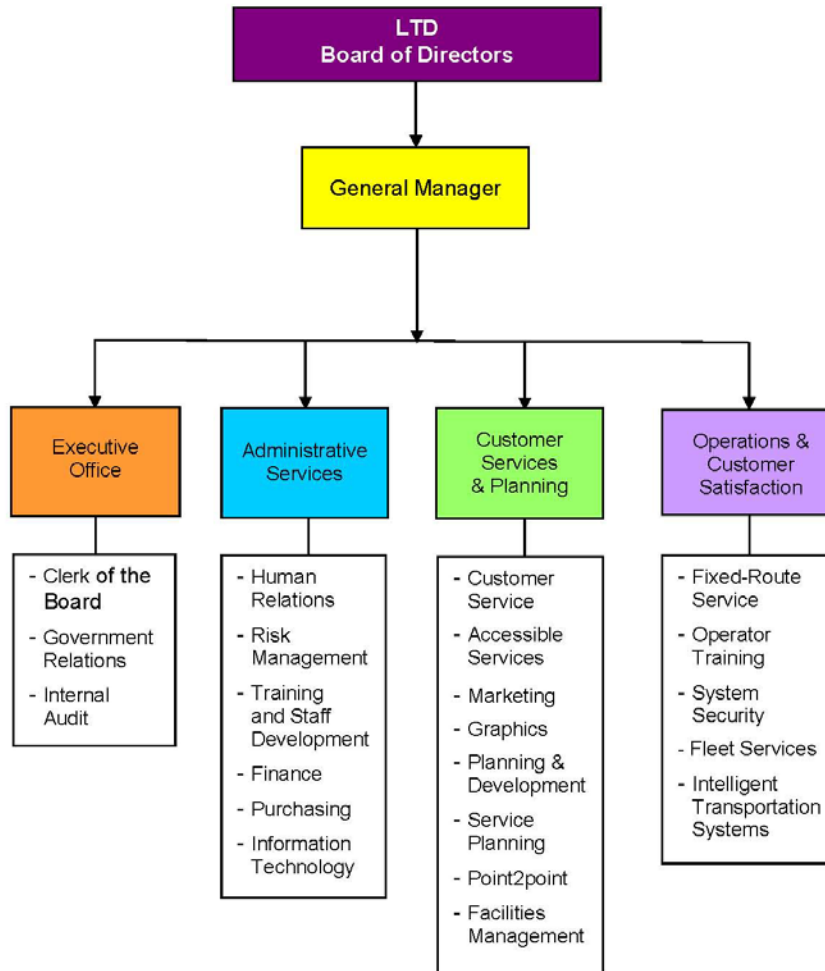 LTD
Board of Directors
General Manager
Executive
Office
- Clerk of the
Board
- Government
Relations
- Internal
Audit
Administrative
Services
- Human
Relations
- Risk
Management
- Training
and Staff
Development
- Finance
- Purchasing
- Information
Technology
Customer
Services
& Planning
- Customer
Service
- Accessible
Services
- Marketing
- Graphics
- Planning &
Development
- Service
Planning
- Point2point
- Facilities
Management
Operations &
Customer
Satisfaction
- Fixed-Route
Service
- Operator
Training
- System
Security
- Fleet Services
- Intelligent
Transportation
Systems